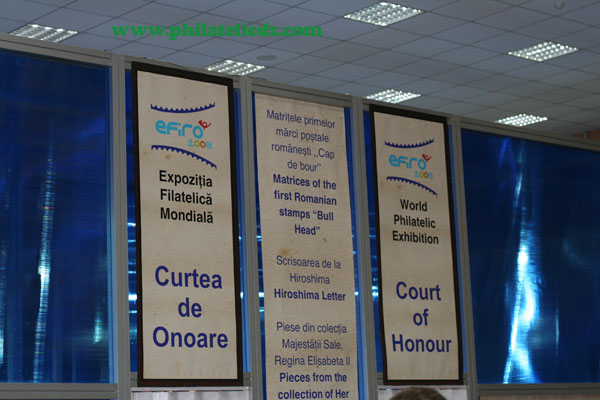 www.philateliedz.com
efiro
2008
Expoziția
Filatelică
Mondială
Curtea
de
Onoare
Matrițele primelor
mărci poștale
românești ,,Cap
de bour"
Matrices of the
first Romanian
stamps "Bull
Head"
Scrisoarea de la
Hiroshima
Hiroshima Letter
Piese din colecția
Majestății Sale,
Regina Elisabeta II
Pieces from the
collection of Her
efiro
2008
World
Philatelic
Exhibition
Court
of
Honour